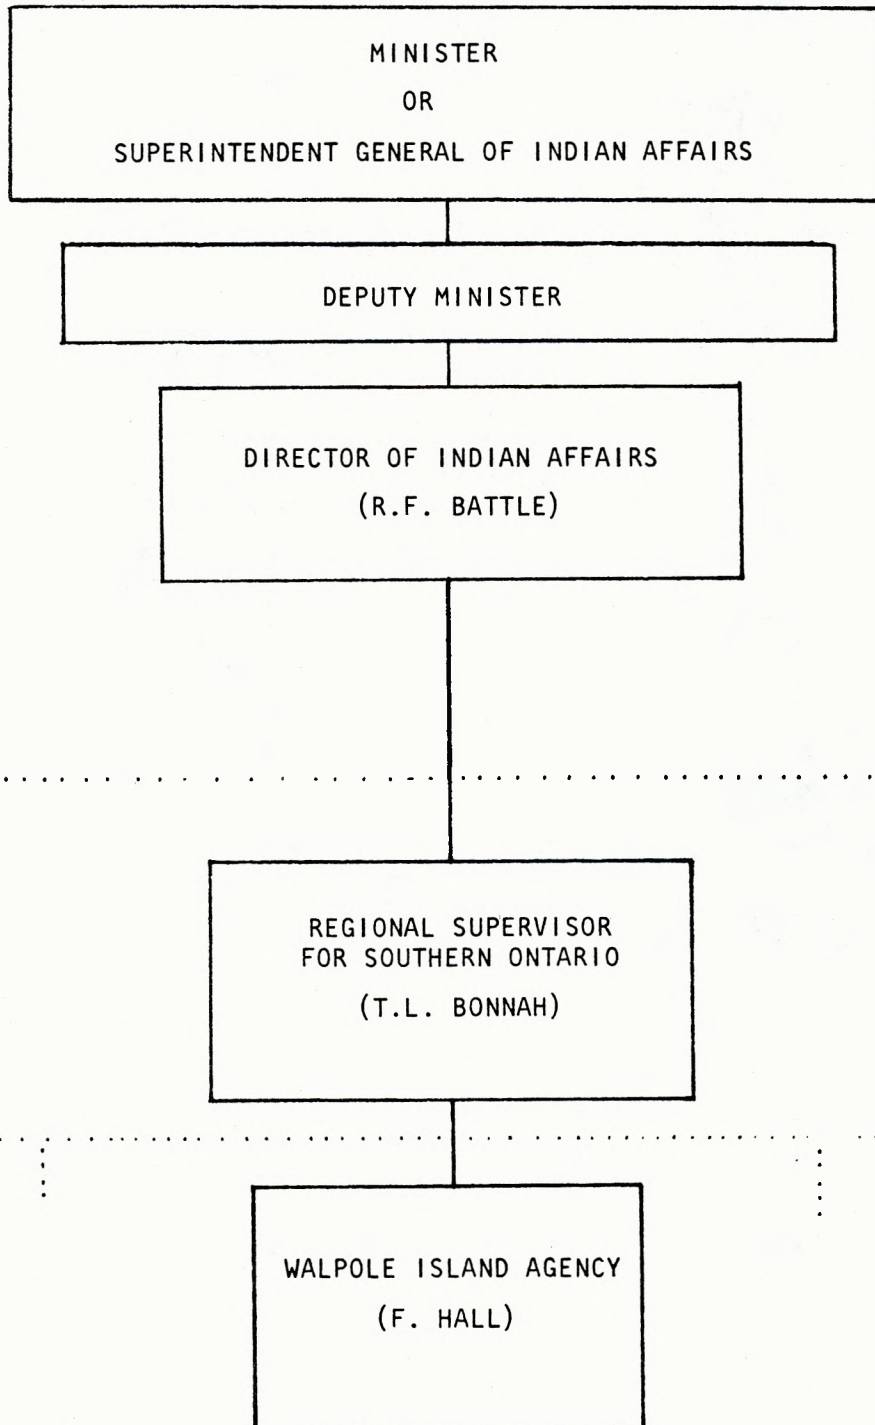 MINISTER
OR
SUPERINTENDENT GENERAL OF INDIAN AFFAIRS
DEPUTY MINISTER
DIRECTOR OF INDIAN AFFAIRS
(R.F. BATTLE)
REGIONAL SUPERVISOR
FOR SOUTHERN ONTARIO
(T.L. BONNAH)
WALPOLE ISLAND AGENCY
(F. HALL)